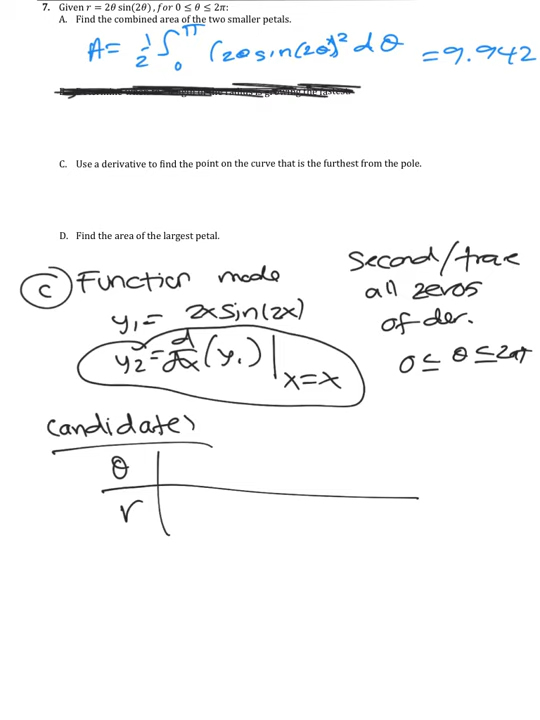 7. Given r = 2θ sin(2θ), for 0 ≤ θ ≤ 2π:
A. Find the combined area of the two smaller petals.
A = 1/2 ∫₀^π (2θ sin(2θ))² dθ = 9.942
C. Use a derivative to find the point on the curve that is the furthest from the pole.
D. Find the area of the largest petal.
C Function mode
y₁ = 2x sin(2x)
y₂ = d/dx (y₁) | x=x
Second/trace
all zeros
of der.
0 ≤ θ ≤ 2π
Candidates
θ
r